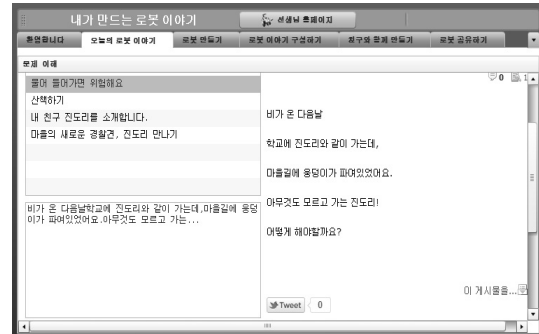 내가 만드는 로봇 이야기
선생님 홈페이지
환영합니다
오늘의 로봇 이야기
로봇 만들기
로봇 이야기 구성하기
친구와 함께 만들기
로봇 공유하기
문제 이해
물어 들어가면 위험해요
산책하기
내 친구 진도리를 소개합니다.
마을의 새로운 경찰견, 진도리 만나기
비가 온 다음날학교에 진도리와 같이 가는데,마을길에 웅덩
이가 파여있었어요.아무것도 모르고 가는...
0
1
비가 온 다음날
학교에 진도리와 같이 가는데,
마을길에 웅덩이가 파여있었어요.
아무것도 모르고 가는 진도리!
어떻게 해야할까요?
이 게시물을...
Tweet
0